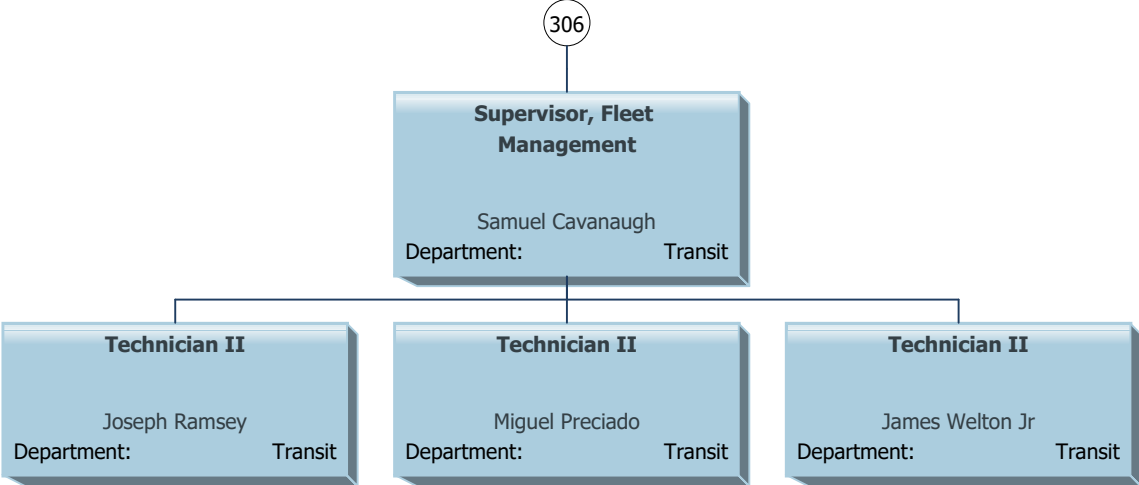 306
Supervisor, Fleet
Management
Samuel Cavanaugh
Department: Transit
Technician II
Joseph Ramsey
Department: Transit
Technician II
Miguel Preciado
Department: Transit
Technician II
James Welton Jr
Department: Transit